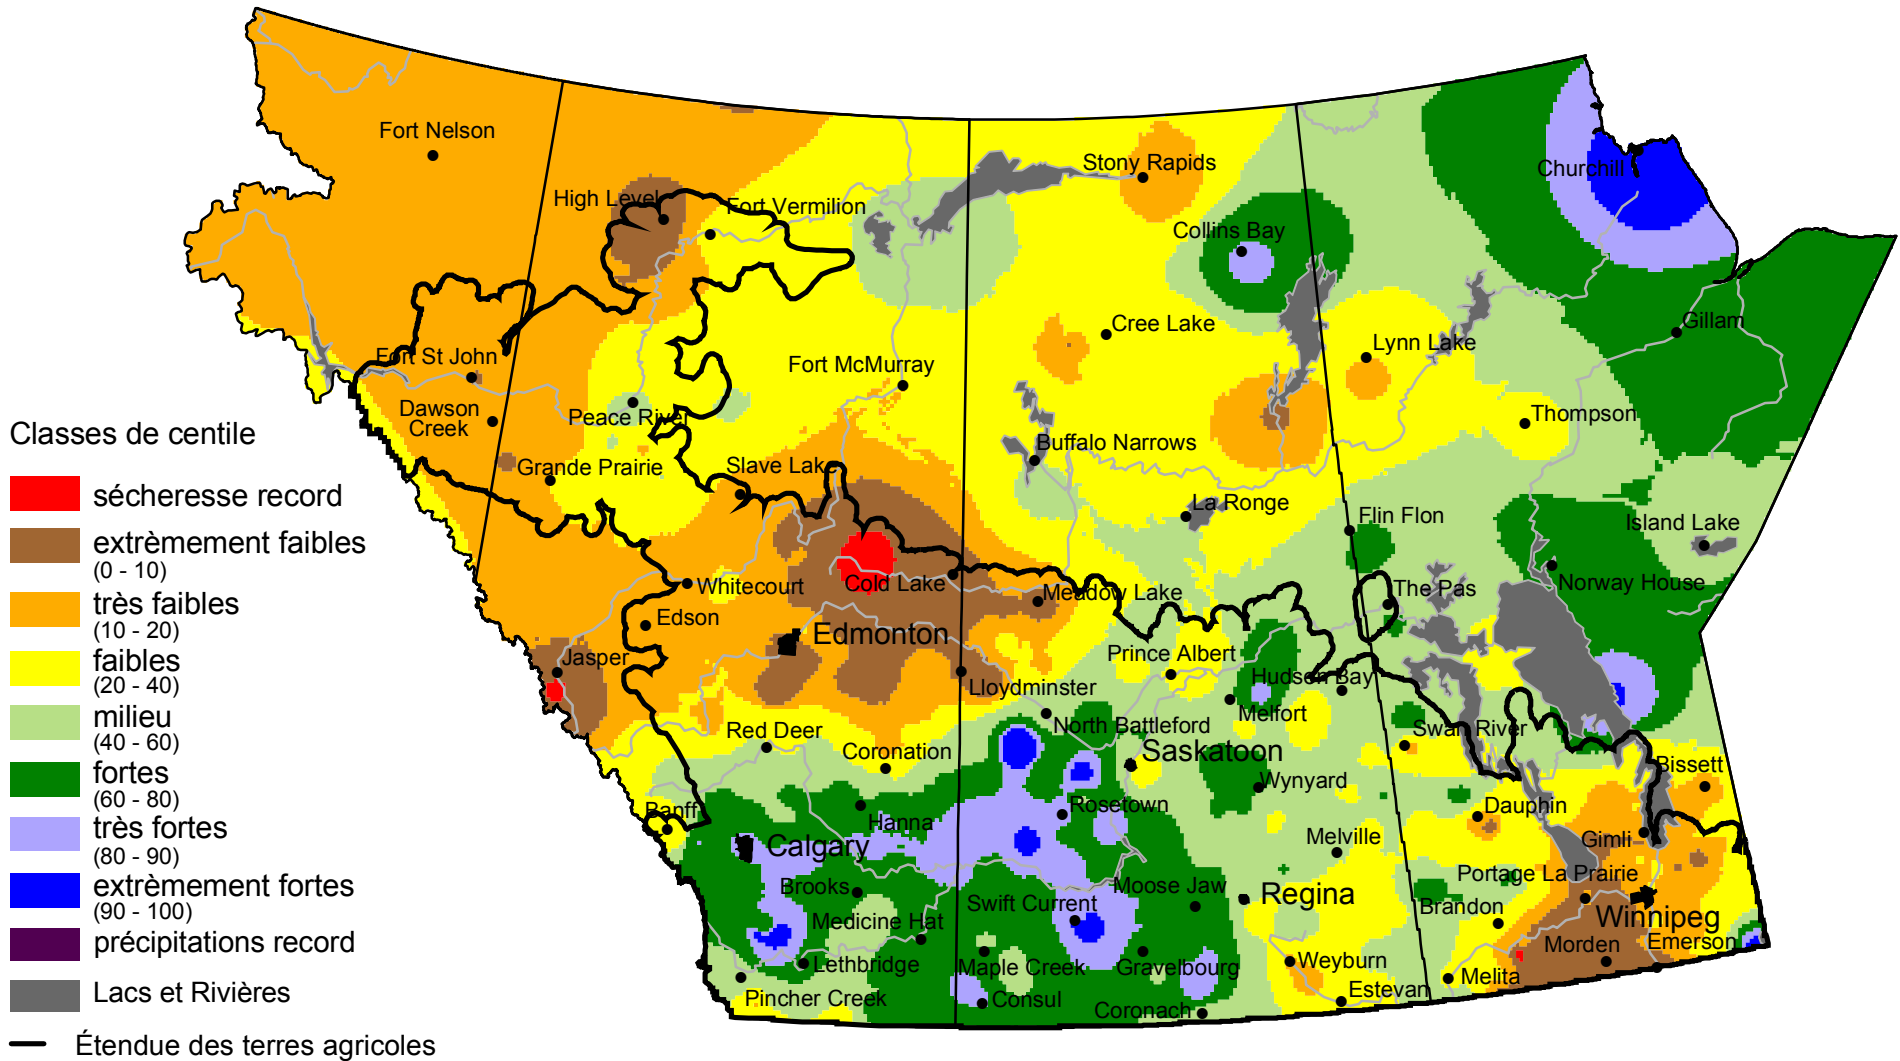 Fort Nelson
High Level
Fort Vermilion
Stony Rapids
Churchill
Collins Bay
Fort St John
Fort McMurray
Cree Lake
Lynn Lake
Gillam
Dawson
Creek
Peace River
Thompson
Buffalo Narrows
Grande Prairie
Slave Lake
La Ronge
Flin Flon
Island Lake
Whitecourt
Cold Lake
Meadow Lake
The Pas
Norway House
Edson
Edmonton
Jasper
Prince Albert
Hudson Bay
Lloydminster
Melfort
North Battleford
Red Deer
Coronation
Saskatoon
Swan River
Bissett
Wynyard
Banff
Hanna
Rosetown
Dauphin
Calgary
Melville
Gimli
Brooks
Moose Jaw
Regina
Portage La Prairie
Medicine Hat
Swift Current
Brandon
Winnipeg
Morden
Emerson
Lethbridge
Maple Creek
Gravelbourg
Weyburn
Melita
Pincher Creek
Consul
Coronach
Estevan
Classes de centile
sécheresse record
extrèmement faibles
(0 - 10)
très faibles
(10 - 20)
faibles
(20 - 40)
milieu
(40 - 60)
fortes
(60 - 80)
très fortes
(80 - 90)
extrèmement fortes
(90 - 100)
précipitations record
Lacs et Rivières
Étendue des terres agricoles